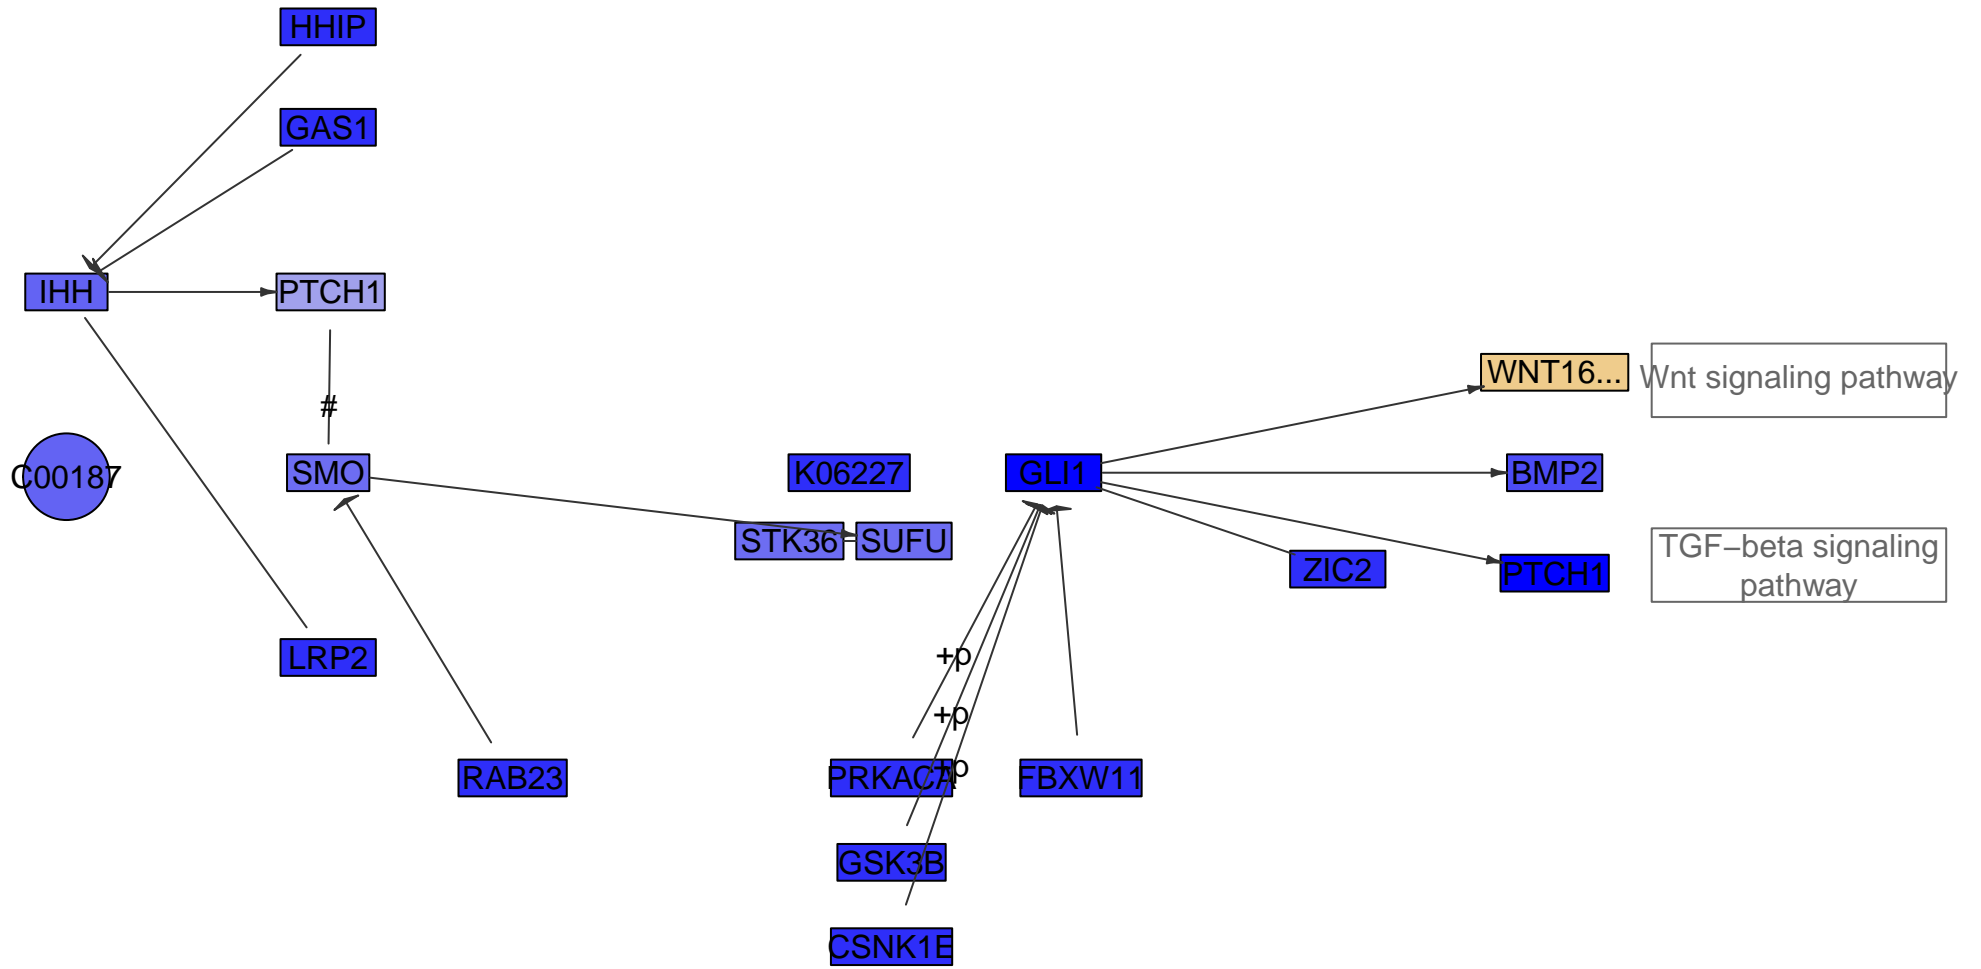 HHIP
GAS1
IHH
PTCH1
WNT16...
Wnt signaling pathway
#
C00187
SMO
K06227
GLI1
BMP2
STK36
SUFU
ZIC2
PTCH1
TGF−beta signaling
pathway
LRP2
+p
+p
+p
RAB23
PRKACA
FBXW11
GSK3B
CSNK1E